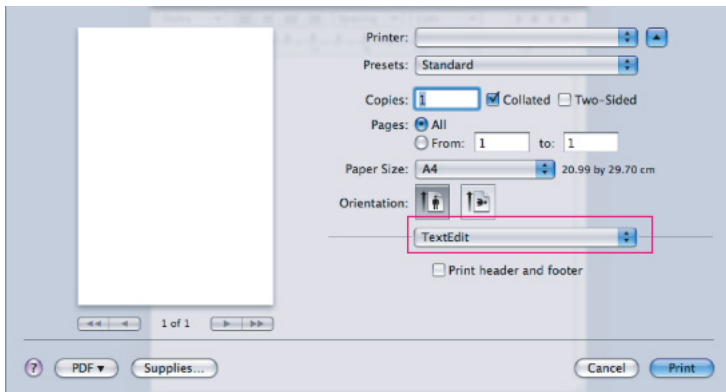 Printer:
Presets: Standard
Copies: 1 Collated Two-Sided
Pages: All
From: 1 to: 1
Paper Size: A4 20.99 by 29.70 cm
Orientation:
TextEdit
Print header and footer
1 of 1
? PDF Supplies... Cancel Print